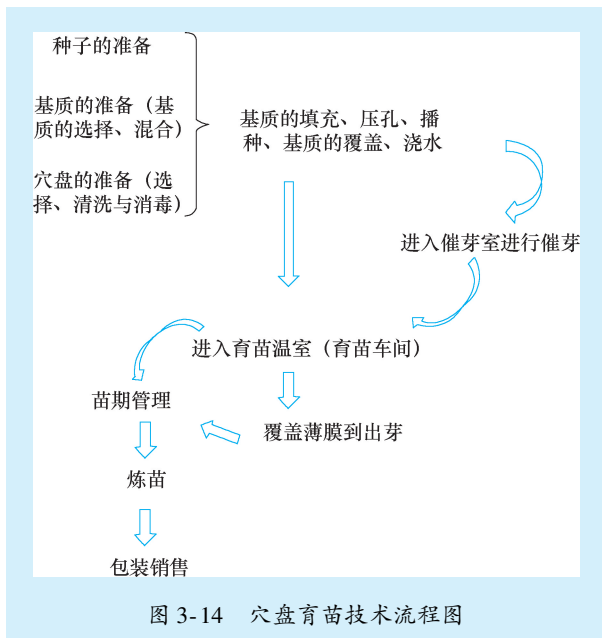 种子的准备
基质的准备（基
质的选择、混合）
穴盘的准备（选
择、清洗与消毒）
基质的填充、压孔、播
种、基质的覆盖、浇水
进入催芽室进行催芽
进入育苗温室（育苗车间）
苗期管理
覆盖薄膜到出芽
炼苗
包装销售
图 3-14 穴盘育苗技术流程图